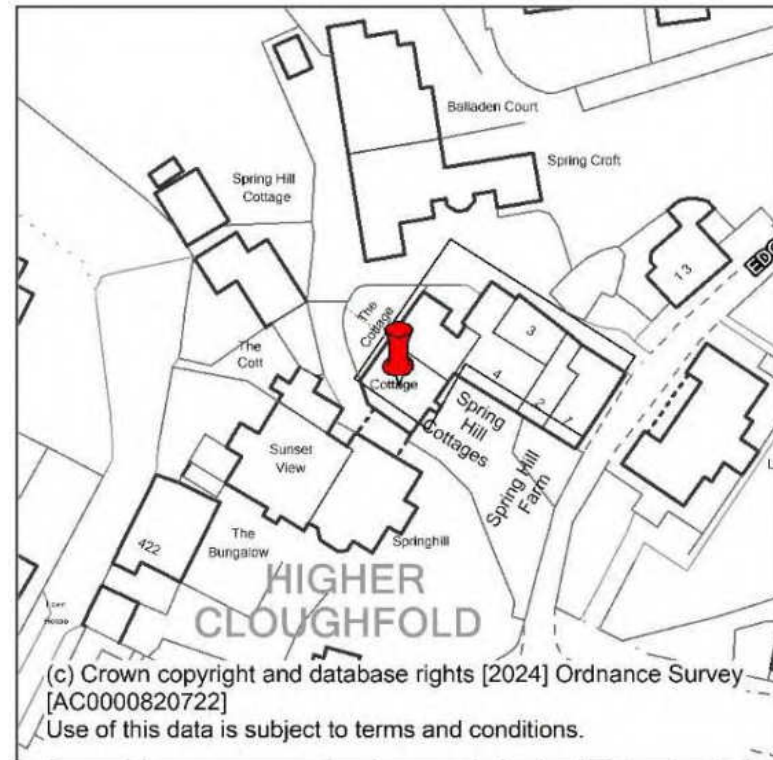 Balladen Court
Spring Croft
Spring Hill
Cottage
13
The
Cottage
3
The
Cott
Cottage
4
2
1
Spring
Hill
Cottages
Sunset
View
Spring Hill
Farm
The
Bungalow
Springhill
422
HIGHER
CLOUGHFOLD
(c) Crown copyright and database rights [2024] Ordnance Survey
[AC0000820722]
Use of this data is subject to terms and conditions.